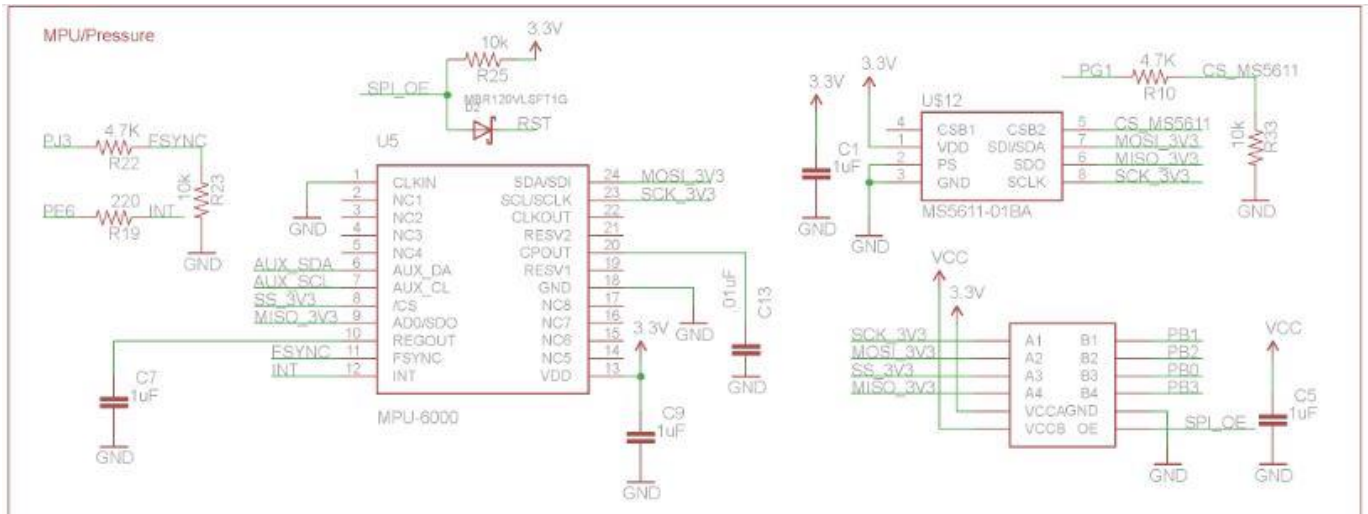 MPU/Pressure
10k
3.3V
R25
SPI_OE
MBR120VLSFT1G
D2
RST
PJ3
4.7K
FSYNC
R22
10k
R23
PE6
220
INT
R19
GND
U5
1 CLKIN SDA/SDI 24 MOSI_3V3
2 NC1 SCL/SCLK 23 SCK_3V3
3 NC2 CLKOUT 22
4 NC3 RESV2 21
5 NC4 CPOUT 20
AUX_SDA 6 AUX_DA RESV1 19
AUX_SCL 7 AUX_CL GND 18
SS_3V3 8 /CS NC8 17
MISO_3V3 9 AD0/SDO NC7 16
10 REGOUT NC6 15
FSYNC 11 FSYNC NC5 14
INT 12 INT VDD 13
MPU-6000
GND
C7
1uF
GND
GND
.01uF
C13
GND
3.3V
C9
1uF
GND
3.3V
C1
1uF
GND
3.3V
U$12
4 CSB1 CSB2 5 CS_MS5611
1 VDD SDI/SDA 7 MOSI_3V3
2 PS SDO 6 MISO_3V3
3 GND SCLK 8 SCK_3V3
MS5611-01BA
GND
PG1
4.7K
CS_MS5611
R10
10k
R33
GND
VCC
3.3V
SCK_3V3 A1 B1 PB1
MOSI_3V3 A2 B2 PB2
SS_3V3 A3 B3 PB0
MISO_3V3 A4 B4 PB3
VCCA GND
VCCB OE SPI_OE
GND
VCC
C5
1uF
GND